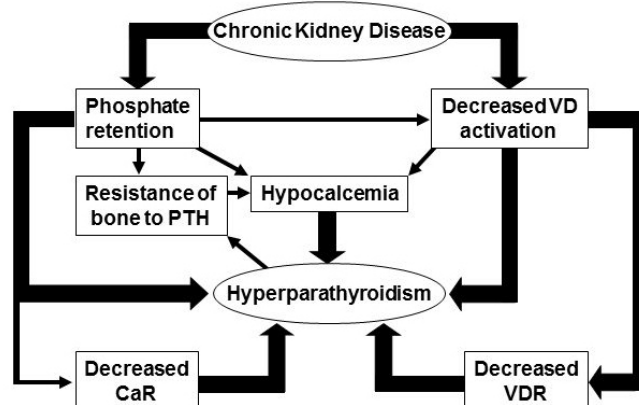 Chronic Kidney Disease
Phosphate
retention
Decreased VD
activation
Resistance of
bone to PTH
Hypocalcemia
Hyperparathyroidism
Decreased
CaR
Decreased
VDR